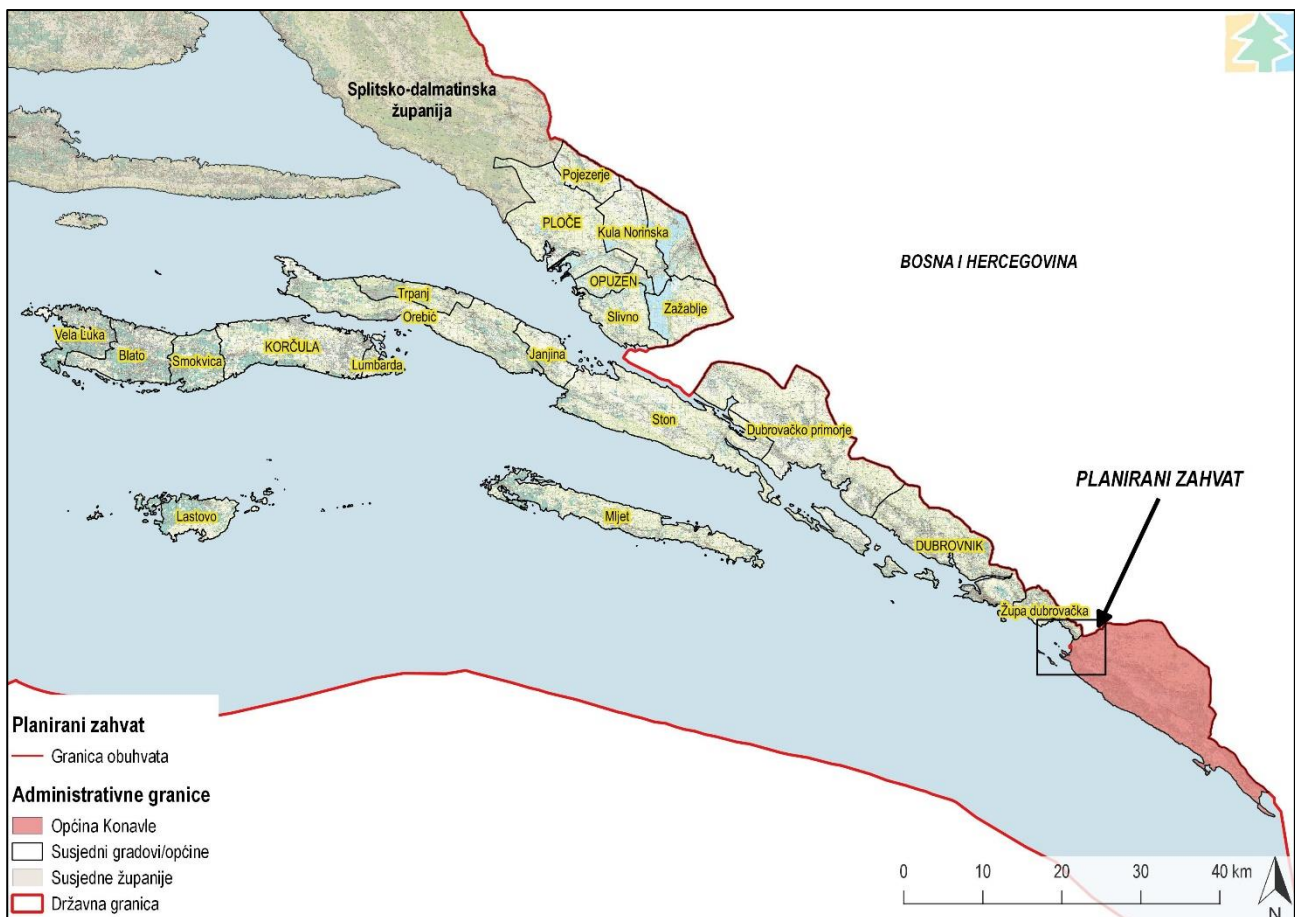 Splitsko-dalmatinska
županija
Pojezerje
PLOČE
Kula Norinska
BOSNA I HERCEGOVINA
OPUZEN
Trpanj
Slivno
Zažablje
Orebić
Vela Luka
KORČULA
Blato
Smokvica
Janjina
Lumbarda
Ston
Dubrovačko primorje
PLANIRANI ZAHVAT
Lastovo
Mljet
DUBROVNIK
Župa dubrovačka
Planirani zahvat
Granica obuhvata
Administrativne granice
Općina Konavle
Susjedni gradovi/općine
Susjedne županije
Državna granica
0 10 20 40 km
N